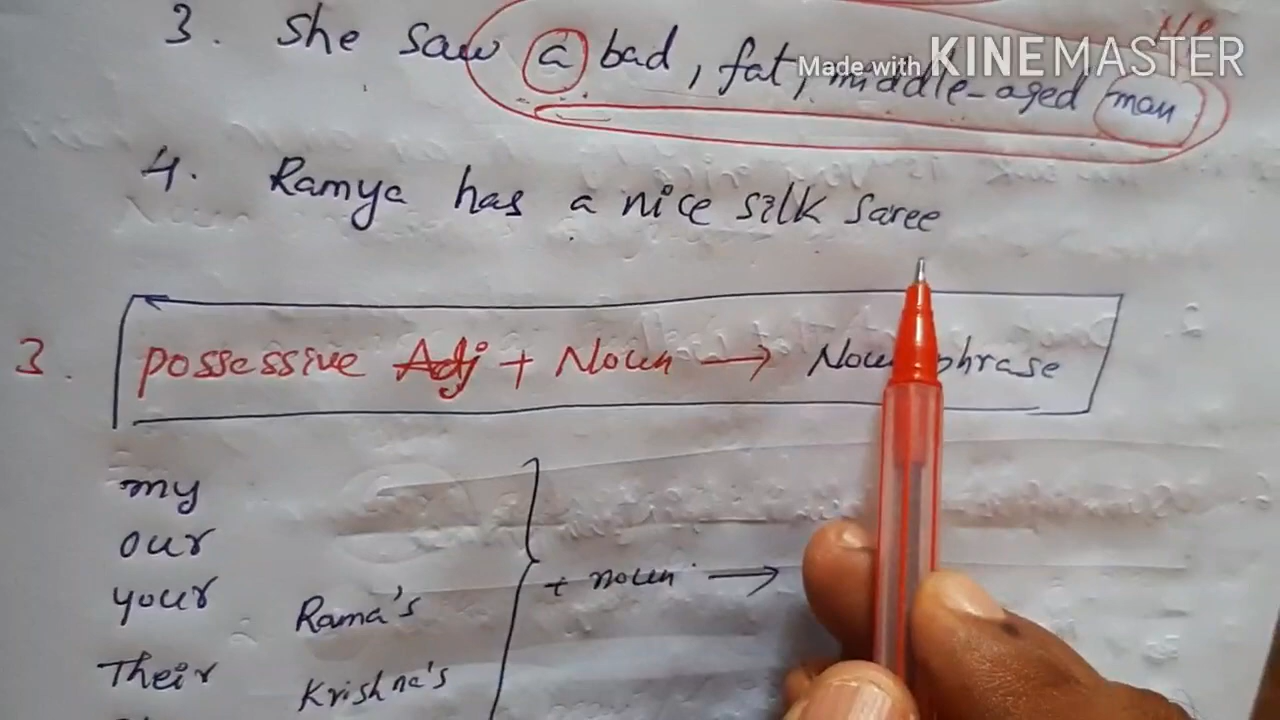 NP
3. She saw a bad, fat, middle-aged man.
Made with KINEMASTER
4. Ramya has a nice silk saree
3. possessive Adj + Noun → Noun phrase
my
our
your Rama's + noun →
Their Krishna's